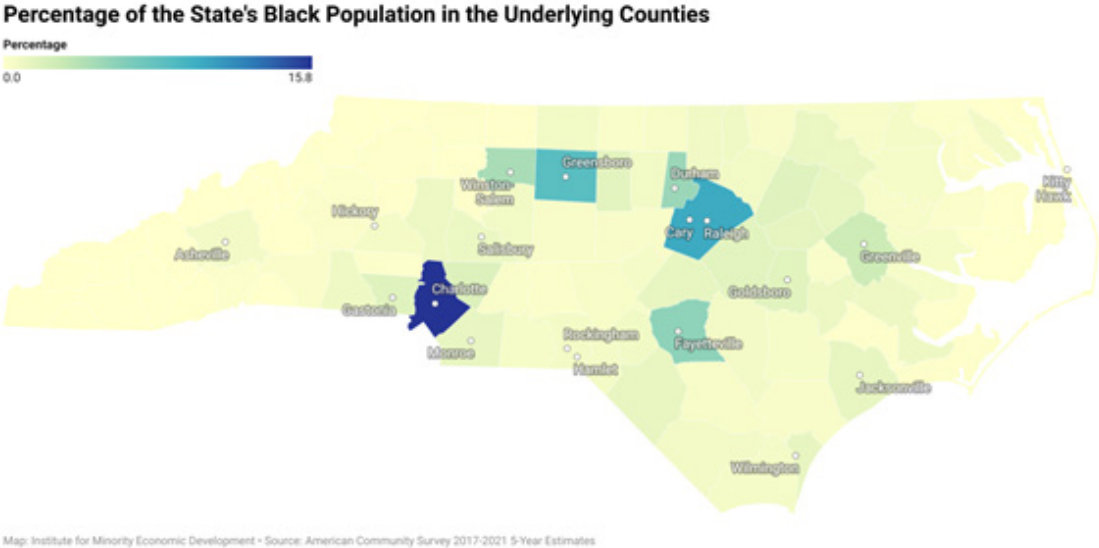 Percentage of the State's Black Population in the Underlying Counties
Percentage
0.0
15.8
Greensboro
Winston-
Salem
Durham
Kitty
Hawk
Hickory
Cary
Raleigh
Asheville
Salisbury
Greenville
Charlotte
Goldsboro
Gastonia
Rockingham
Fayetteville
Monroe
Hamlet
Jacksonville
Wilmington
Map: Institute for Minority Economic Development • Source: American Community Survey 2017-2021 5-Year Estimates